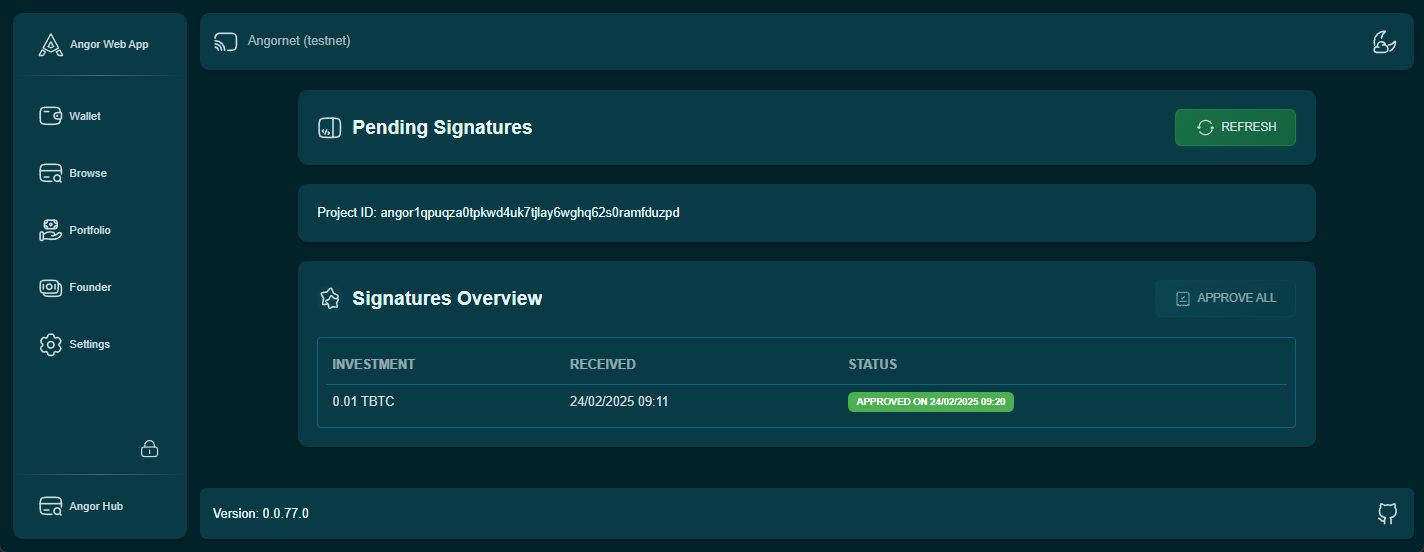 Angor Web App
Wallet
Browse
Portfolio
Founder
Settings
Angor Hub
Angornet (testnet)
Pending Signatures
REFRESH
Project ID: angor1qpuqza0tpkwd4uk7tjlay6wghq62s0ramfduzpd
Signatures Overview
APPROVE ALL
INVESTMENT RECEIVED STATUS
0.01 TBTC 24/02/2025 09:11 APPROVED ON 24/02/2025 09:20
Version: 0.0.77.0